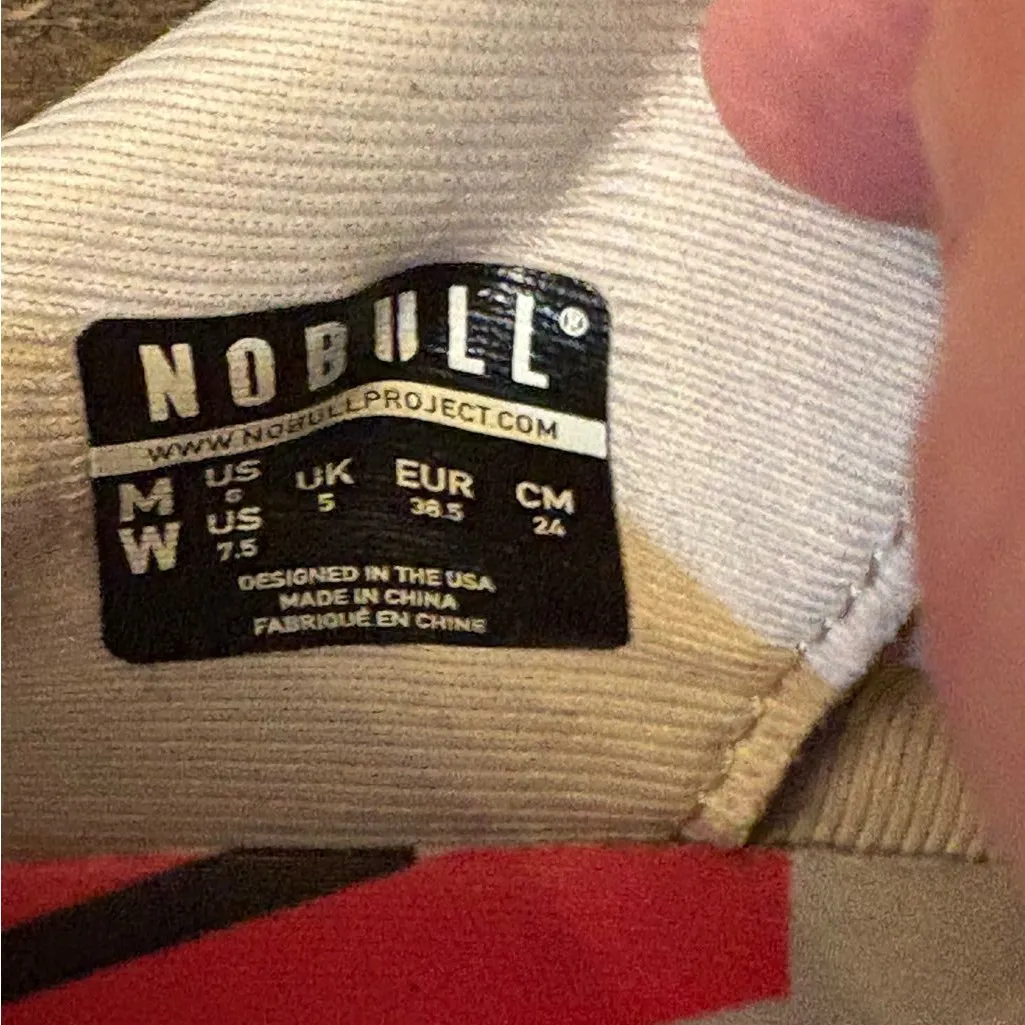 NOBULL®
WWW.NOBULLPROJECT.COM
M US 6 UK 5 EUR 38.5 CM 24
W US 7.5
DESIGNED IN THE USA
MADE IN CHINA
FABRIQUÉ EN CHINE